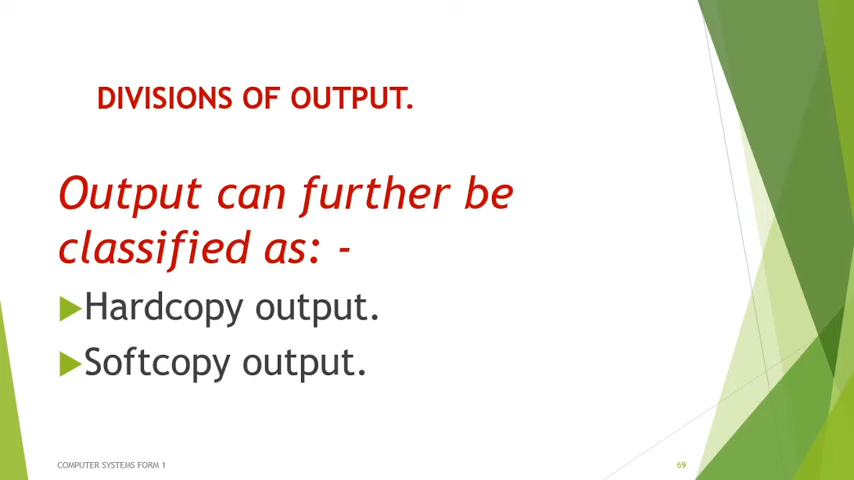 DIVISIONS OF OUTPUT.
Output can further be
classified as: -
Hardcopy output.
Softcopy output.
COMPUTER SYSTEMS FORM 1
69